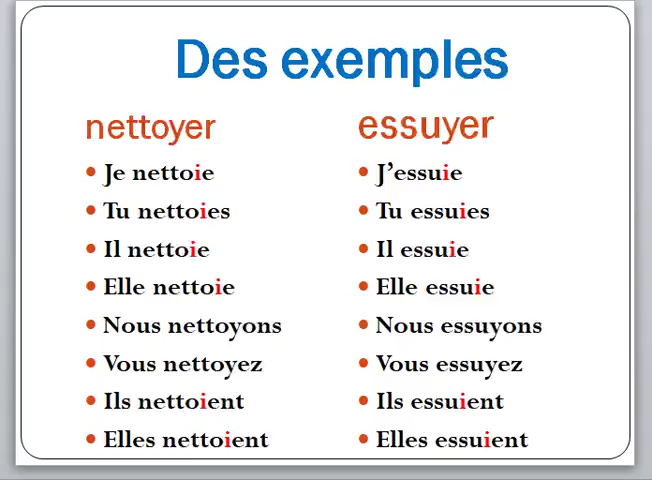 Des exemples
nettoyer
• Je nettoie
• Tu nettoies
• Il nettoie
• Elle nettoie
• Nous nettoyons
• Vous nettoyez
• Ils nettoient
• Elles nettoient
essuyer
• J’essuie
• Tu essuies
• Il essuie
• Elle essuie
• Nous essuyons
• Vous essuyez
• Ils essuient
• Elles essuient